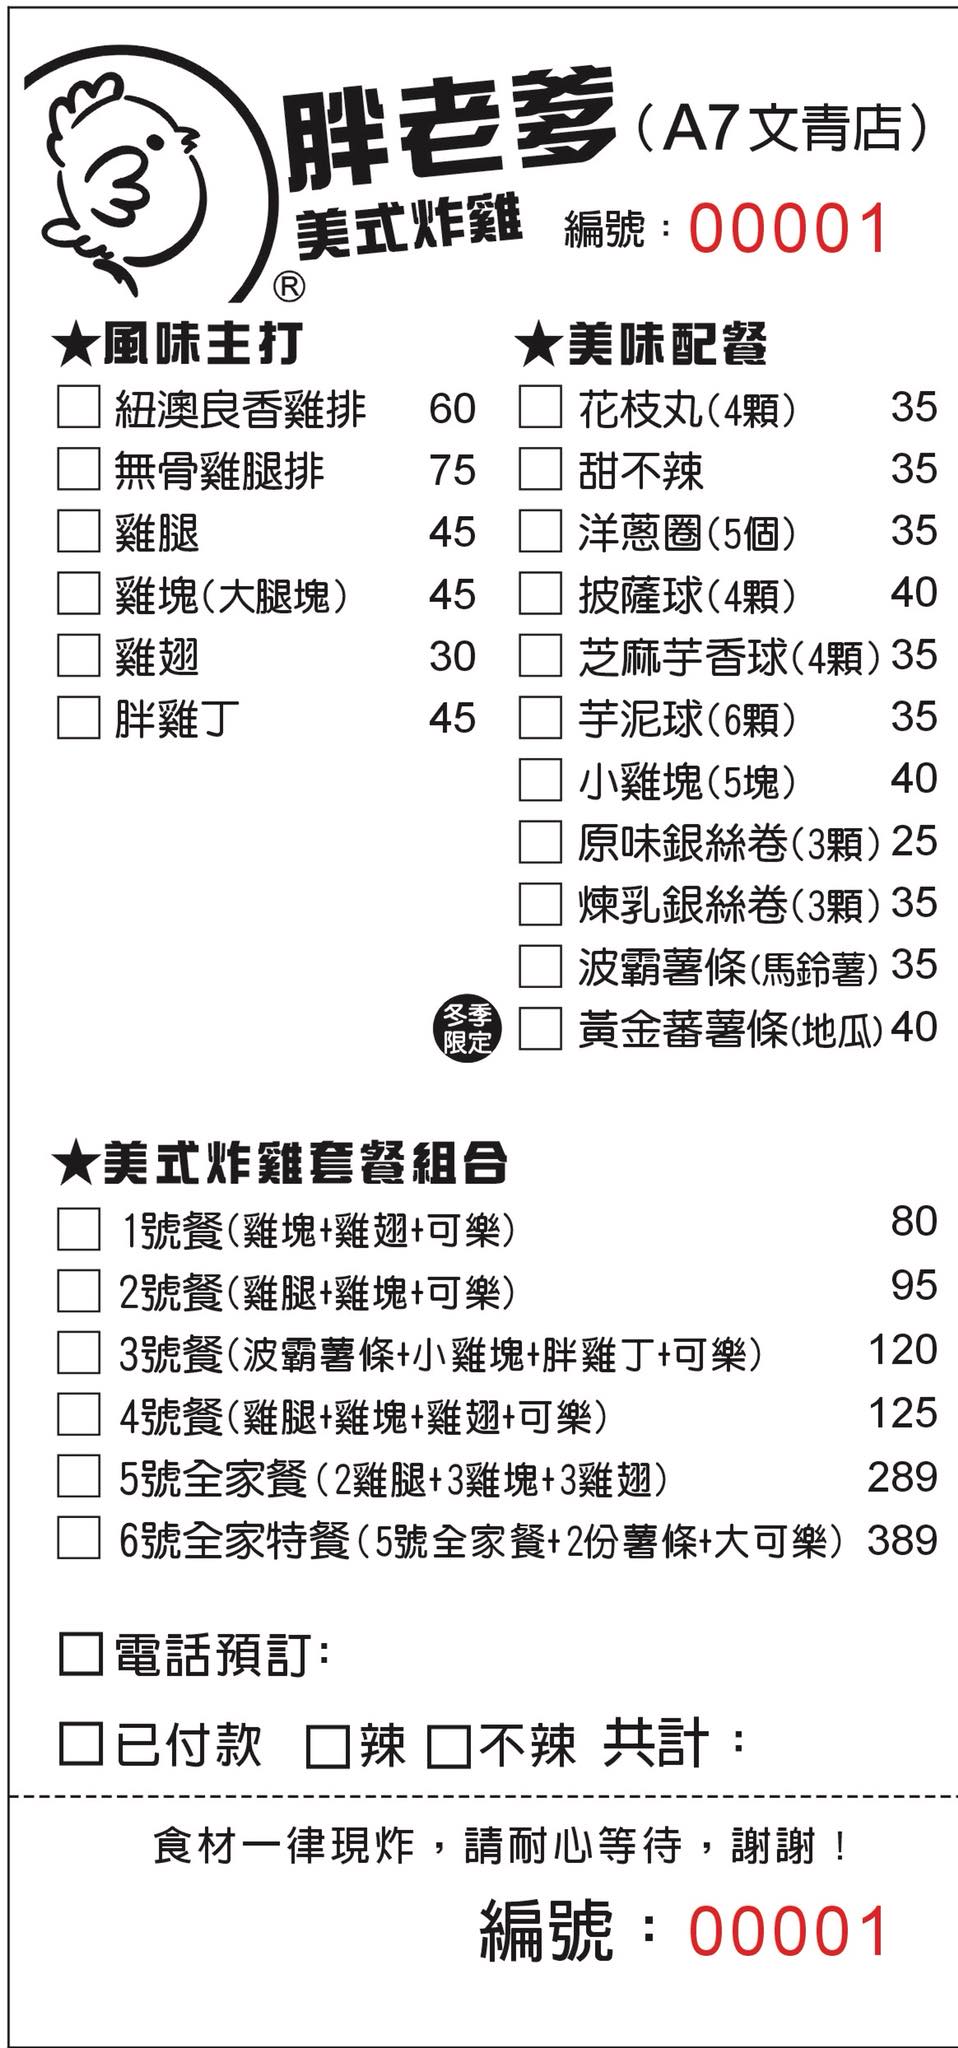 胖老爹(A7文青店)
美式炸雞 編號：00001
®
★風味主打
□紐澳良香雞排 60
□無骨雞腿排 75
□雞腿 45
□雞塊(大腿塊) 45
□雞翅 30
□胖雞丁 45
★美味配餐
□花枝丸(4顆) 35
□甜不辣 35
□洋蔥圈(5個) 35
□披薩球(4顆) 40
□芝麻芋香球(4顆) 35
□芋泥球(6顆) 35
□小雞塊(5塊) 40
□原味銀絲卷(3顆) 25
□煉乳銀絲卷(3顆) 35
□波霸薯條(馬鈴薯) 35
冬季
限定
□黃金蕃薯條(地瓜) 40
★美式炸雞套餐組合
□1號餐(雞塊+雞翅+可樂) 80
□2號餐(雞腿+雞塊+可樂) 95
□3號餐(波霸薯條+小雞塊+胖雞丁+可樂) 120
□4號餐(雞腿+雞塊+雞翅+可樂) 125
□5號全家餐(2雞腿+3雞塊+3雞翅) 289
□6號全家特餐(5號全家餐+2份薯條+大可樂) 389
□電話預訂:
□已付款 □辣 □不辣 共計：
食材一律現炸，請耐心等待，謝謝！
編號：00001